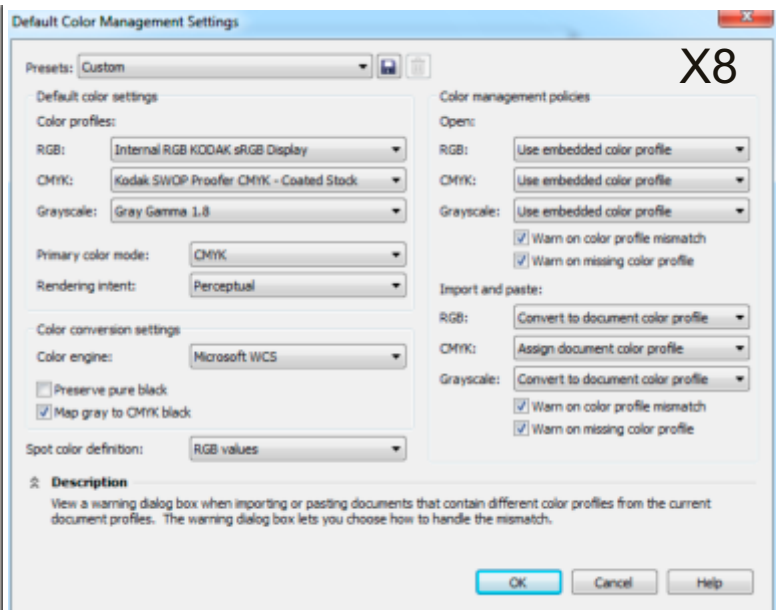 Default Color Management Settings
X8
Presets: Custom
Default color settings
Color profiles:
RGB: Internal RGB KODAK sRGB Display
CMYK: Kodak SWOP Proofer CMYK - Coated Stock
Grayscale: Gray Gamma 1.8
Primary color mode: CMYK
Rendering intent: Perceptual
Color conversion settings
Color engine: Microsoft WCS
Preserve pure black
Map gray to CMYK black
Spot color definition: RGB values
Color management policies
Open:
RGB: Use embedded color profile
CMYK: Use embedded color profile
Grayscale: Use embedded color profile
Warn on color profile mismatch
Warn on missing color profile
Import and paste:
RGB: Convert to document color profile
CMYK: Assign document color profile
Grayscale: Convert to document color profile
Warn on color profile mismatch
Warn on missing color profile
Description
View a warning dialog box when importing or pasting documents that contain different color profiles from the current
document profiles. The warning dialog box lets you choose how to handle the mismatch.
OK Cancel Help